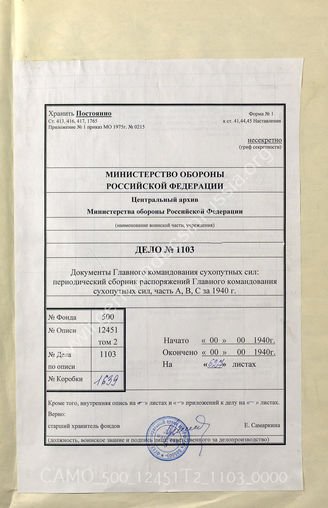 Хранить Постоянно
Форма № 1
Ст. 413, 416, 417, 1765
к ст. 41,44,45 Наставления
Приложение № 1 приказ МО 1975г. № 0215
несекретно
(гриф секретности)
МИНИСТЕРСТВО ОБОРОНЫ
РОССИЙСКОЙ ФЕДЕРАЦИИ
Центральный архив
Министерства обороны Российской Федерации
(наименование воинской части, учреждения)
ДЕЛО № 1103
Документы Главного командования сухопутных сил:
периодический сборник распоряжений Главного командования
сухопутных сил, часть А, В, С за 1940 г.
№ Фонда 500
№ Описи 12451
том 2
№ Дела 1103
по описи
№ Коробки
Начато « 00 » 00 1940г.
Окончено « 00 » 00 1940г.
На листах
Кроме того, внутренняя опись на «—» листах и «—» приложений к делу на «—» листах.
Верно:
старший хранитель фондов Е. Самаркина
(должность, воинское звание и подпись ответственного за делопроизводство)
CAMO_500_12451T2_1103_0000